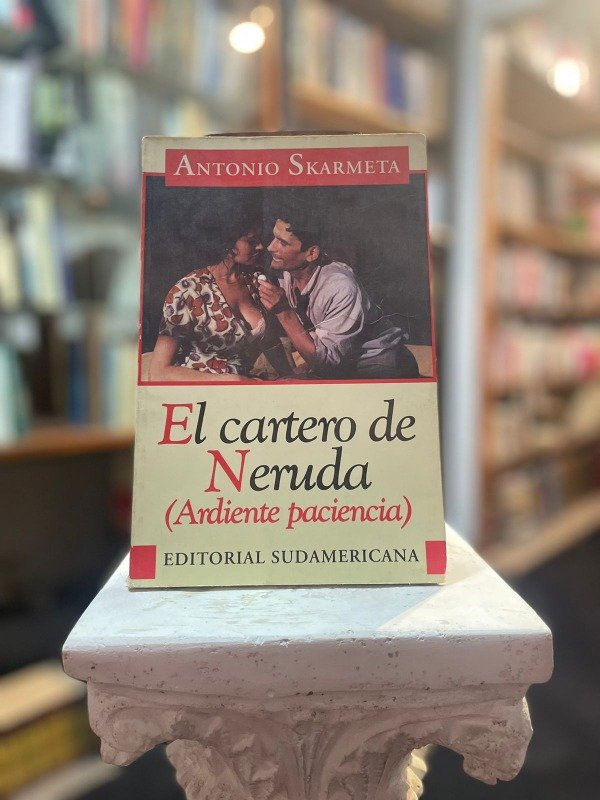 ANTONIO SKARMETA
El cartero de
Neruda
(Ardiente paciencia)
EDITORIAL SUDAMERICANA